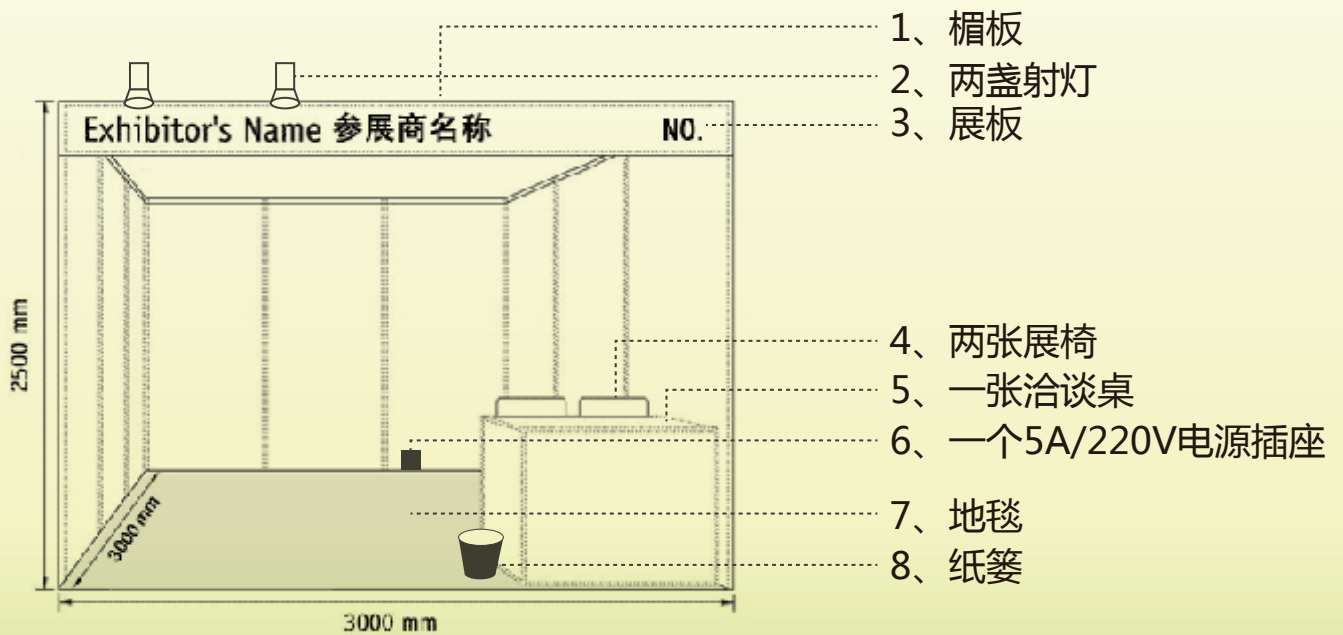 1、楣板
2、两盏射灯
Exhibitor's Name 参展商名称 NO.
3、展板
2500 mm
4、两张展椅
5、一张洽谈桌
6、一个5A/220V电源插座
7、地毯
3000 mm
8、纸篓
3000 mm